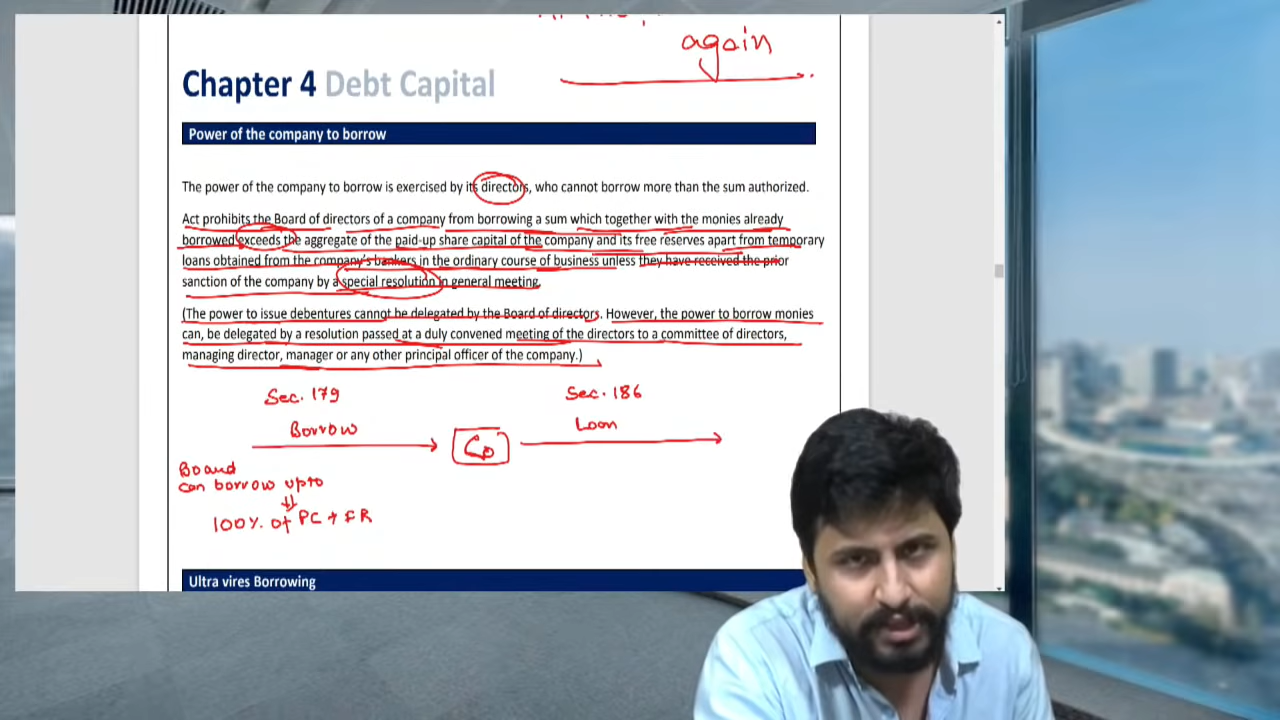 again
Chapter 4 Debt Capital
Power of the company to borrow
The power of the company to borrow is exercised by its directors, who cannot borrow more than the sum authorized.
Act prohibits the Board of directors of a company from borrowing a sum which together with the monies already
borrowed exceeds the aggregate of the paid-up share capital of the company and its free reserves apart from temporary
loans obtained from the company's bankers in the ordinary course of business unless they have received the prior
sanction of the company by a special resolution in general meeting.
(The power to issue debentures cannot be delegated by the Board of directors. However, the power to borrow monies
can, be delegated by a resolution passed at a duly convened meeting of the directors to a committee of directors,
managing director, manager or any other principal officer of the company.)
Sec. 179 Sec. 186
Borrow Co Loan
Board
can borrow upto
100% of PC + FR
Ultra vires Borrowing